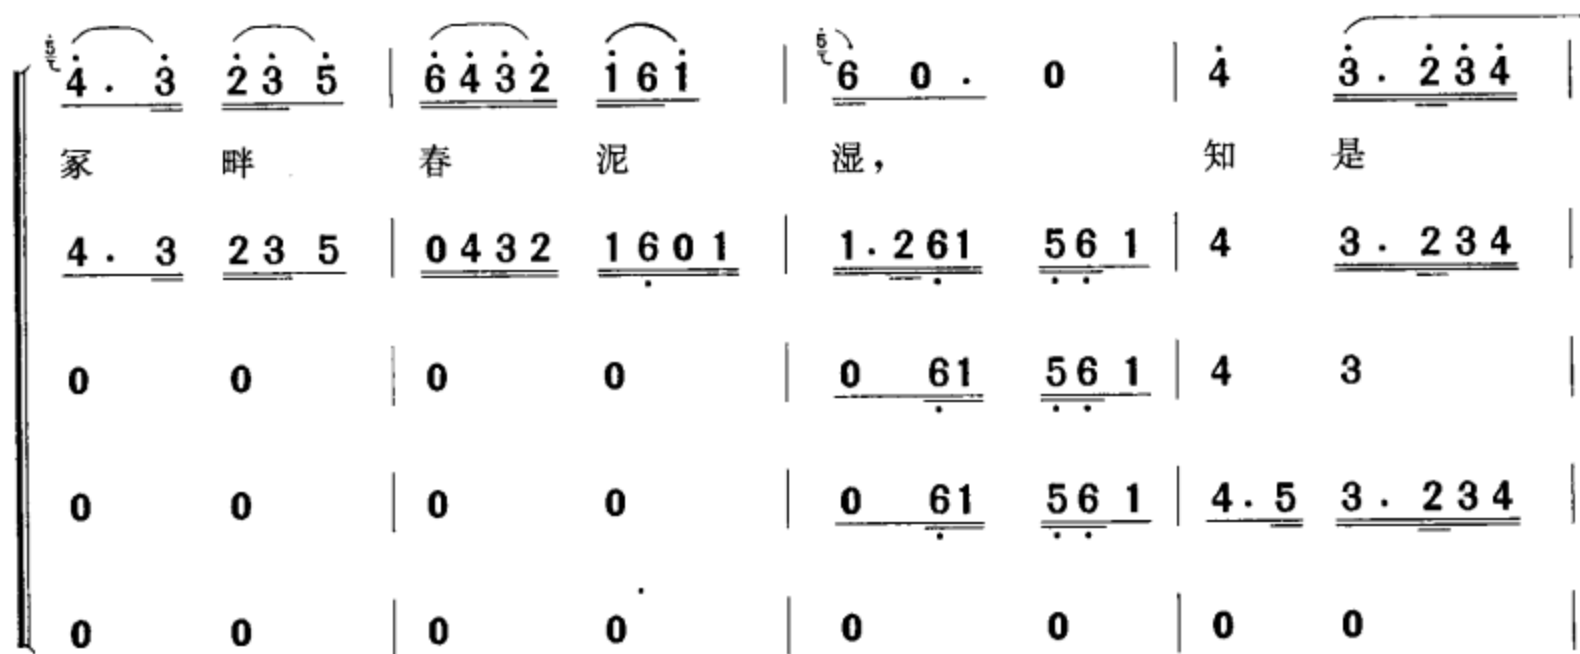 4 . 3 2 3 5 | 6 4 3 2 1 6 1 | 6 0 . 0 | 4 3 . 2 3 4 |
冢 畔 春 泥 湿， 知 是
4 . 3 2 3 5 | 0 4 3 2 1 6 0 1 | 1 . 2 6 1 5 6 1 | 4 3 . 2 3 4 |
0 0 | 0 0 | 0 6 1 5 6 1 | 4 3 |
0 0 | 0 0 | 0 6 1 5 6 1 | 4 . 5 3 . 2 3 4 |
0 0 | 0 0 | 0 0 | 0 0 |